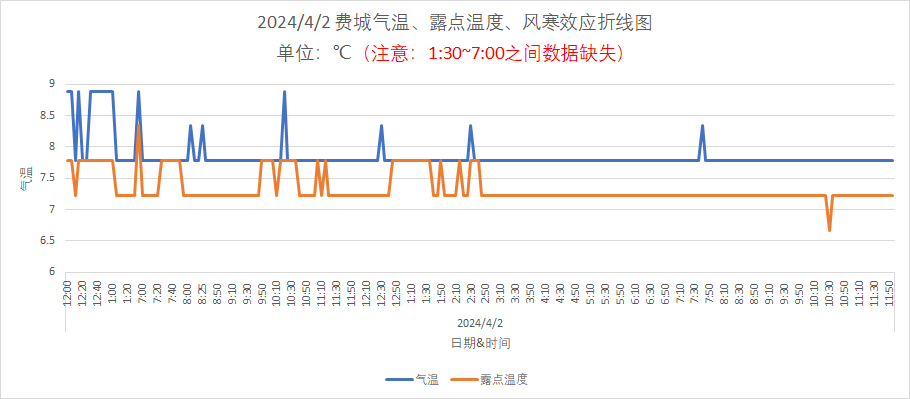 2024/4/2 费城气温、露点温度、风寒效应折线图
单位：℃（注意：1:30~7:00之间数据缺失）
气温
9
8.5
8
7.5
7
6.5
6
12:00 12:20 12:40 1:00 1:20 7:00 7:40 8:00 8:25 8:50 9:10 9:30 9:50 10:10 10:30 10:50 11:10 11:30 11:50 12:10 12:30 12:50 1:10 1:30 1:50 2:10 2:30 2:50 3:10 3:30 3:50 4:10 4:30 4:50 5:10 5:30 5:50 6:10 6:30 6:50 7:10 7:30 7:50 8:10 8:30 8:50 9:10 9:30 9:50 10:10 10:30 10:50 11:10 11:30 11:50
2024/4/2
日期&时间
气温 露点温度